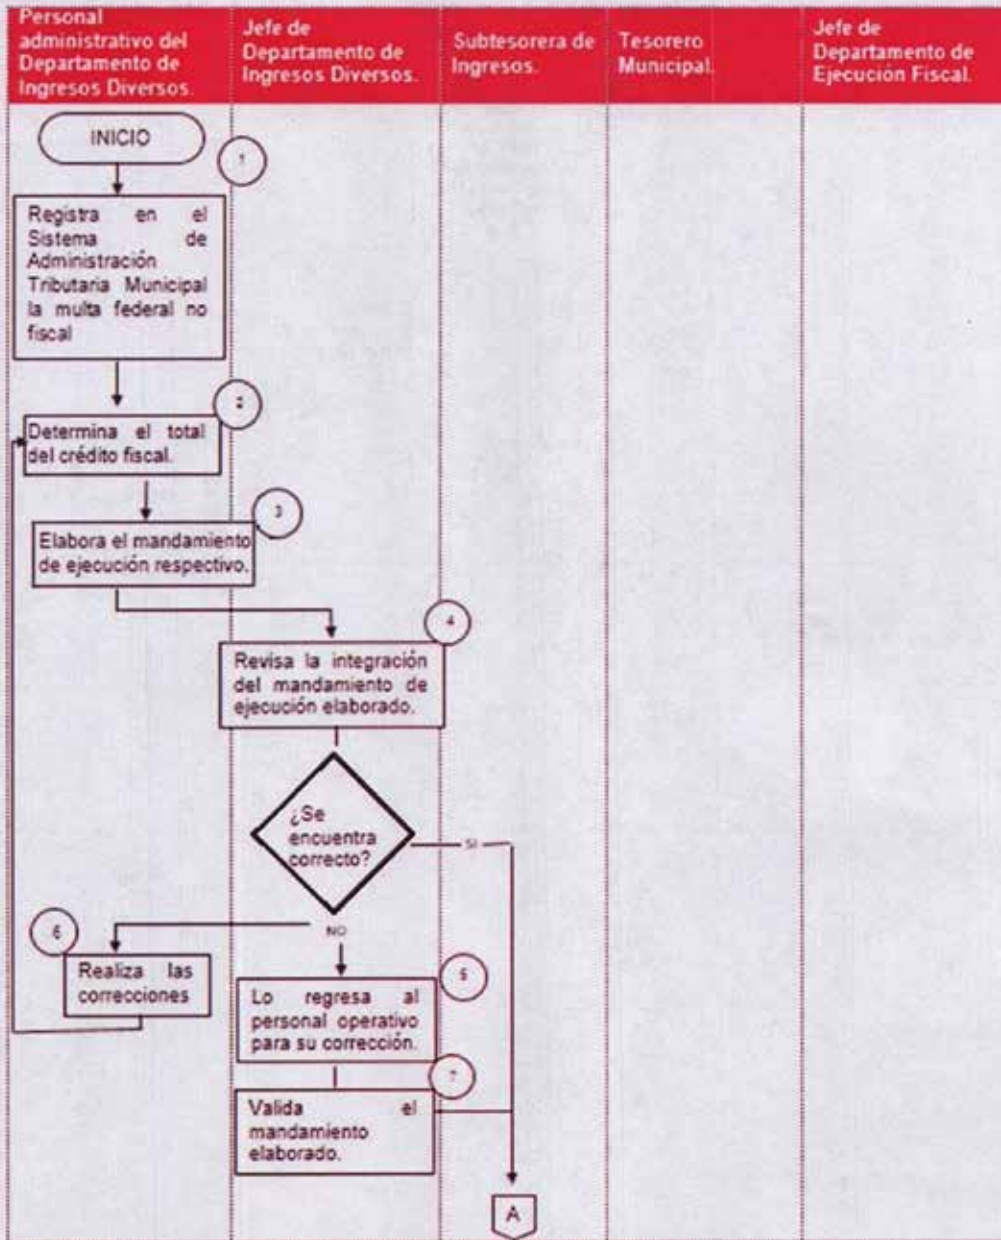 Personal
administrativo del
Departamento de
Ingresos Diversos.
Jefe de
Departamento de
Ingresos Diversos.
Subtesorera de
Ingresos.
Tesorero
Municipal.
Jefe de
Departamento de
Ejecución Fiscal.
INICIO
1
Registra en el
Sistema de
Administración
Tributaria Municipal
la multa federal no
fiscal
2
Determina el total
del crédito fiscal.
3
Elabora el mandamiento
de ejecución respectivo.
4
Revisa la integración
del mandamiento de
ejecución elaborado.
¿Se
encuentra
correcto?
SI
NO
6
Realiza las
correcciones
5
Lo regresa al
personal operativo
para su corrección.
7
Valida el
mandamiento
elaborado.
A